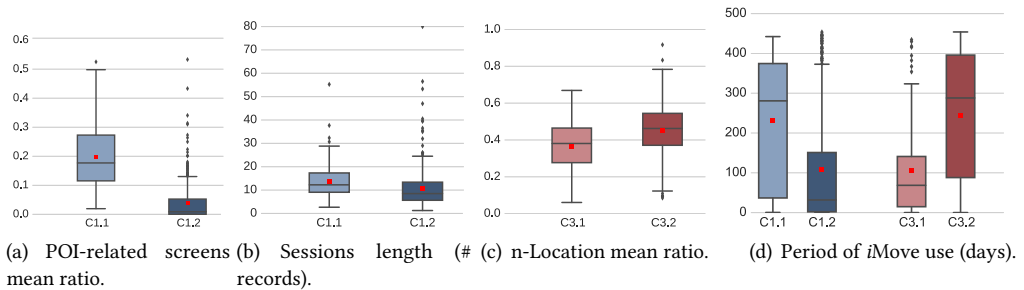 0.6
0.5
0.4
0.3
0.2
0.1
0.0
C1.1 C1.2
80
70
60
50
40
30
20
10
0
C1.1 C1.2
1.0
0.8
0.6
0.4
0.2
0.0
C3.1 C3.2
500
400
300
200
100
0
C1.1 C1.2 C3.1 C3.2
(a) POI-related screens
mean ratio.
(b) Sessions length (#
records).
(c) n-Location mean ratio.
(d) Period of iMove use (days).